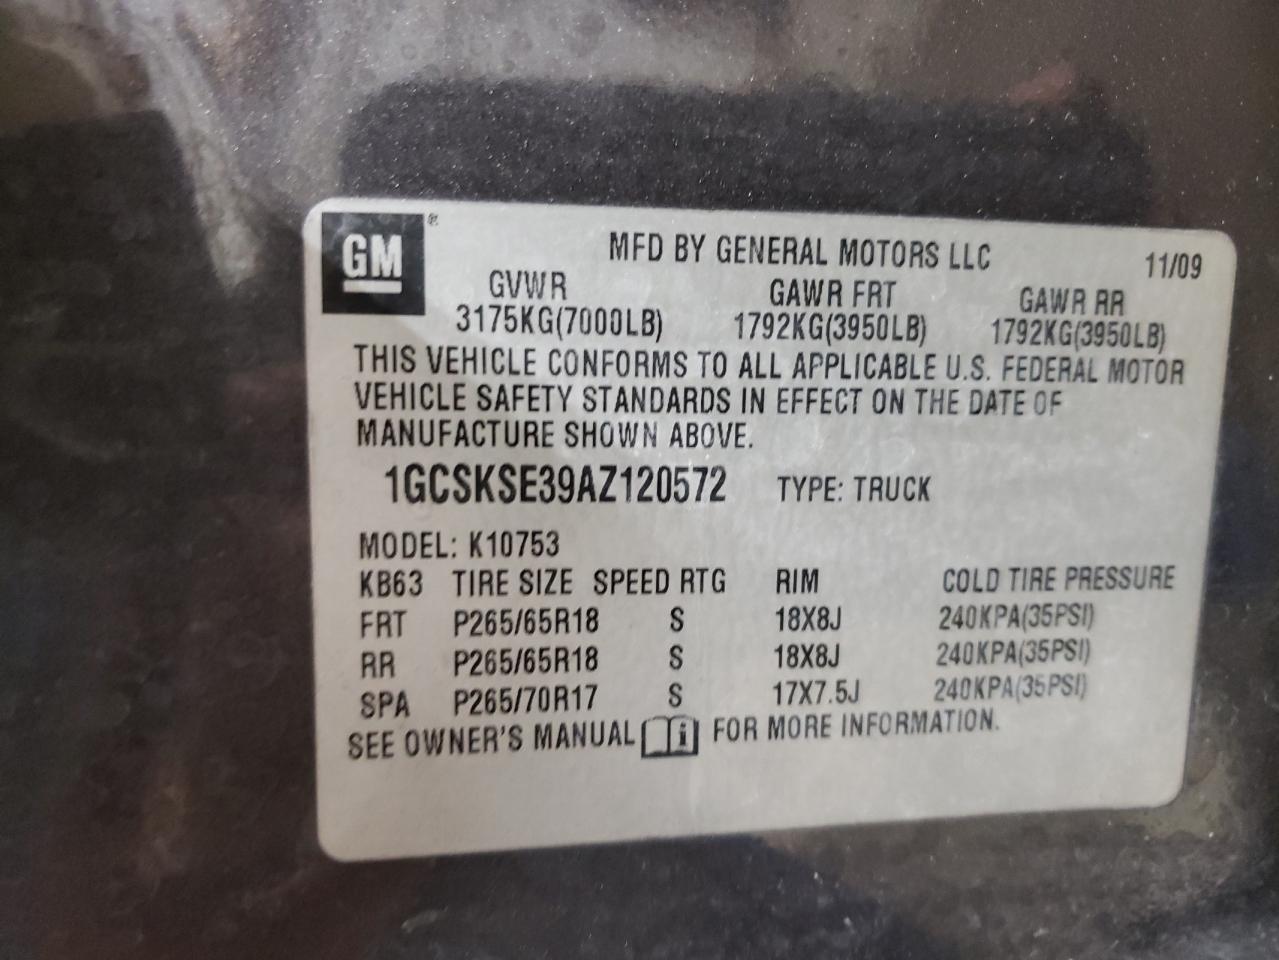 GM®
MFD BY GENERAL MOTORS LLC 11/09
GVWR GAWR FRT GAWR RR
3175KG(7000LB) 1792KG(3950LB) 1792KG(3950LB)
THIS VEHICLE CONFORMS TO ALL APPLICABLE U.S. FEDERAL MOTOR
VEHICLE SAFETY STANDARDS IN EFFECT ON THE DATE OF
MANUFACTURE SHOWN ABOVE.
1GCSKSE39AZ120572 TYPE: TRUCK
MODEL: K10753
KB63 TIRE SIZE SPEED RTG RIM COLD TIRE PRESSURE
FRT P265/65R18 S 18X8J 240KPA(35PSI)
RR P265/65R18 S 18X8J 240KPA(35PSI)
SPA P265/70R17 S 17X7.5J 240KPA(35PSI)
SEE OWNER'S MANUAL i FOR MORE INFORMATION.